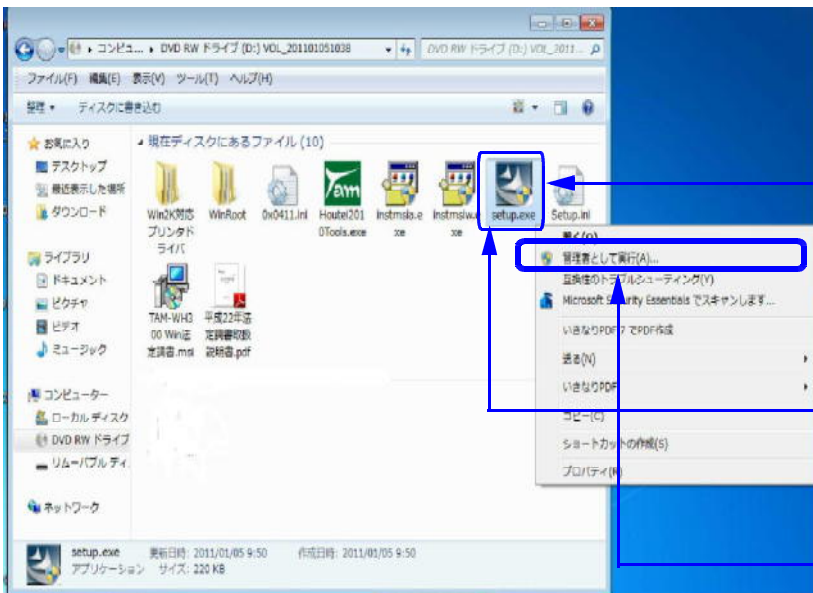 コンピュ... ▸ DVD RW ドライブ (D:) VOL_201101051038
DVD RW ドライブ (D:) VOL_2011...
ファイル(F) 編集(E) 表示(V) ツール(T) ヘルプ(H)
整理 ディスクに書き込む
お気に入り
デスクトップ
最近表示した場所
ダウンロード
ライブラリ
ドキュメント
ピクチャ
ビデオ
ミュージック
コンピューター
ローカル ディスク
DVD RW ドライブ
リムーバブル ディ
ネットワーク
現在ディスクにあるファイル (10)
Win2K対応
プリンタド
ライバ
WinRoot
0x0411.ini
Yam
Houtei201
0Tools.exe
instmsia.e
xe
instmsiw.e
xe
setup.exe
Setup.ini
TAM-WH3
00 Win法
定調書.msi
平成22年法
定調書取扱
説明書.pdf
開く(O)
管理者として実行(A)...
互換性のトラブルシューティング(Y)
Microsoft Security Essentials でスキャンします...
いきなりPDF 7 でPDF作成
送る(N)
いきなりPDF
コピー(C)
ショートカットの作成(S)
プロパティ(R)
setup.exe 更新日時: 2011/01/05 9:50 作成日時: 2011/01/05 9:50
アプリケーション サイズ: 220 KB